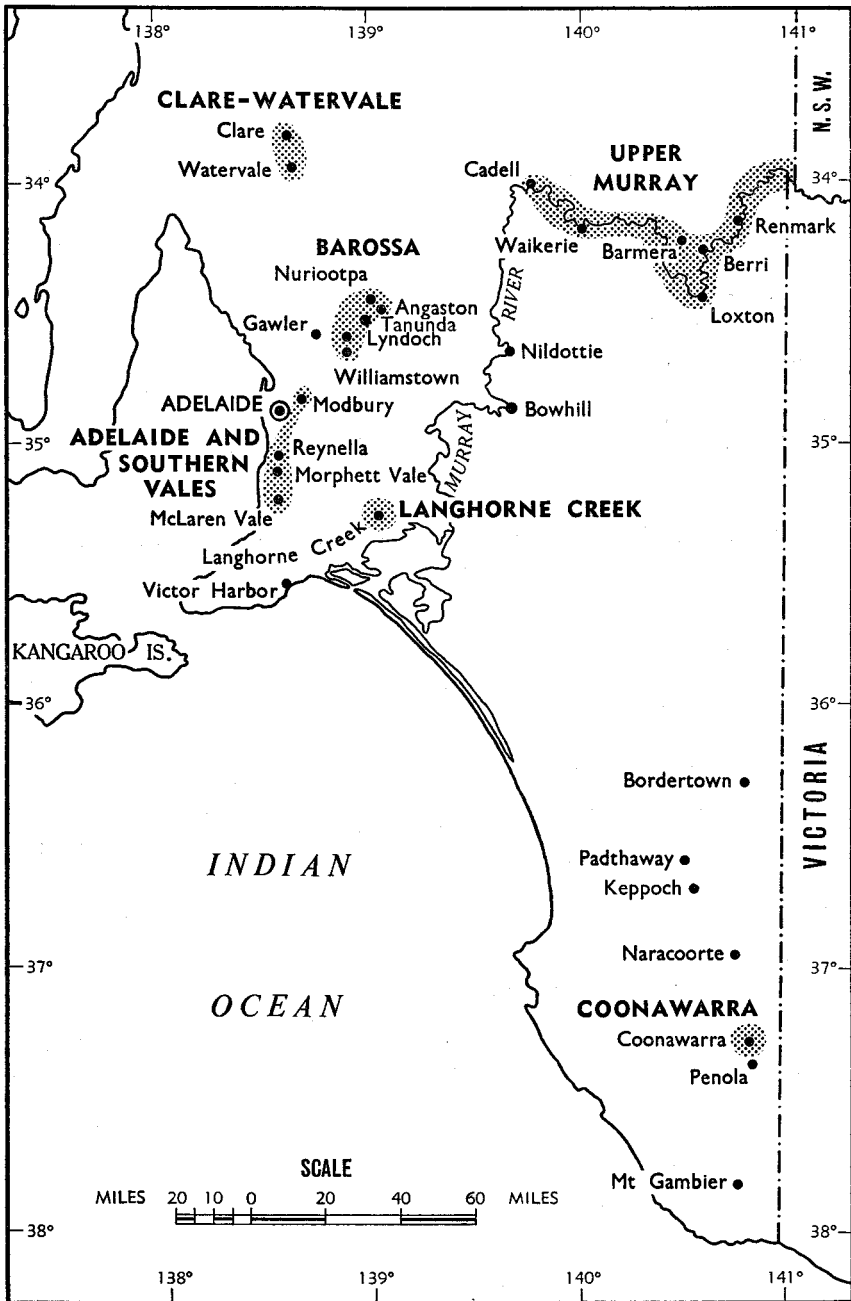 138° 139° 140° 141°
N.S.W.
CLARE-WATERVALE
Clare
Watervale
34° 34°
Cadell
UPPER
MURRAY
Renmark
Waikerie
Barmera
Berri
Loxton
BAROSSA
Nuriootpa
Angaston
Tanunda
Gawler
Lyndoch
Williamstown
RIVER
Nildottie
ADELAIDE
Modbury
Bowhill
MURRAY
35° 35°
ADELAIDE AND
SOUTHERN
VALES
Reynella
Morphett Vale
McLaren Vale
LANGHORNE CREEK
Langhorne Creek
Victor Harbor
KANGAROO IS.
36° 36°
VICTORIA
Bordertown
INDIAN
Padthaway
Keppoch
37° 37°
Naracoorte
OCEAN
COONAWARRA
Coonawarra
Penola
SCALE
Mt Gambier
MILES 20 10 0 20 40 60 MILES
38° 38°
138° 139° 140° 141°